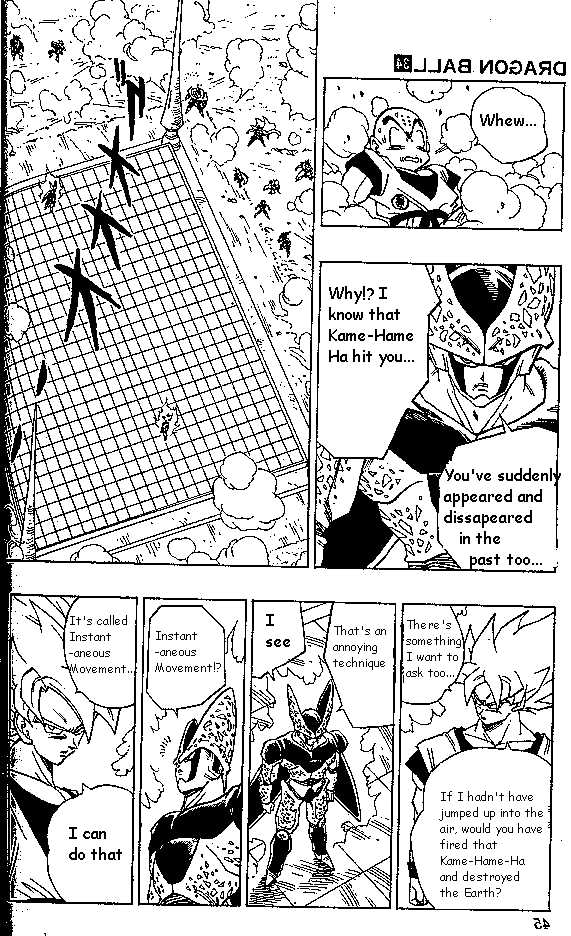 DRAGON BALL 34
Whew...
Why!? I
know that
Kame-Hame
Ha hit you...
You've suddenly
appeared and
dissapeared
in the
past too...
It's called
Instant
-aneous
Movement...
I can
do that
Instant
-aneous
Movement!?
I
see
That's an
annoying
technique
There's
something
I want to
ask too...
If I hadn't have
jumped up into the
air, would you have
fired that
Kame-Hame-Ha
and destroyed
the Earth?
45